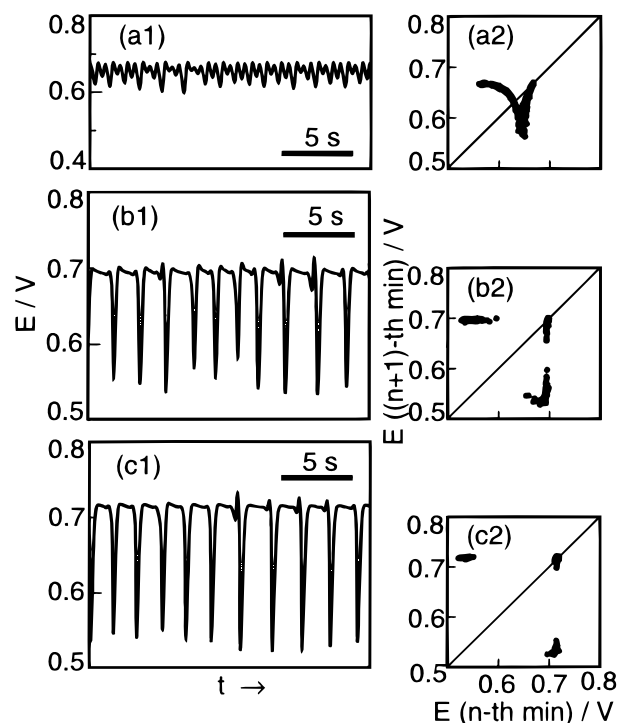 0.8
(a1)
0.6
5 s
0.4
0.8
(a2)
0.7
0.6
0.5
0.8
(b1)
5 s
0.7
0.6
0.5
E / V
E ((n+1)-th min) / V
0.8
(b2)
0.7
0.6
0.5
0.8
(c1)
5 s
0.7
0.6
0.5
t →
0.8
(c2)
0.7
0.6
0.5
0.6 0.7 0.8
E (n-th min) / V